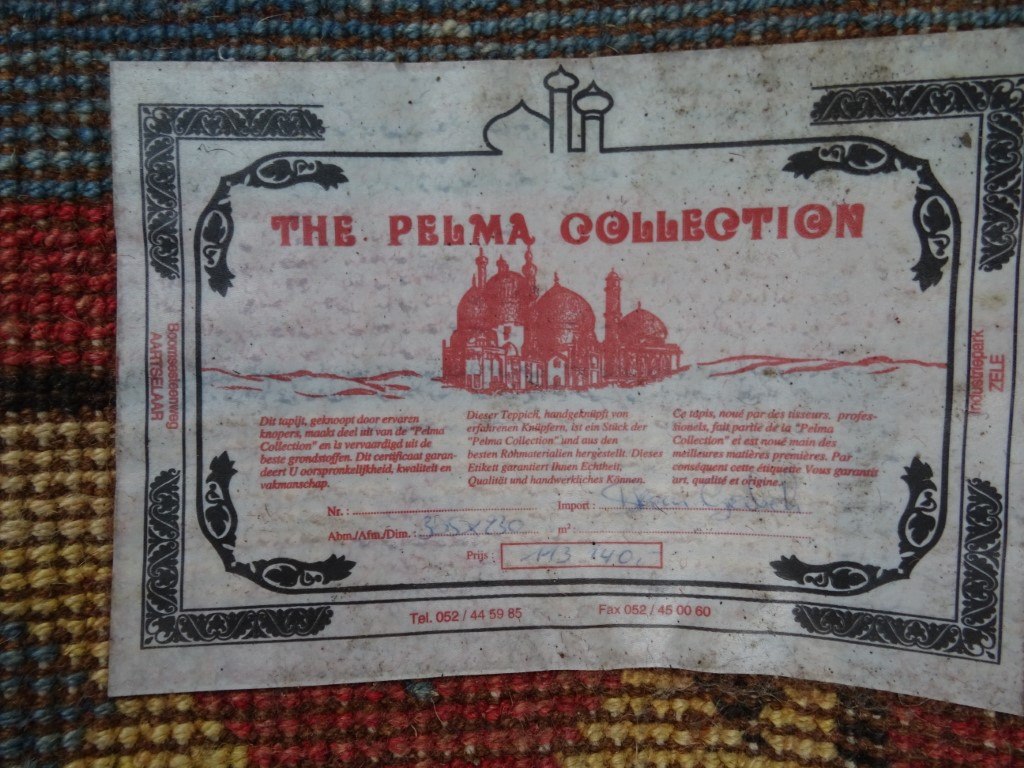 THE PELMA COLLECTION
Boomsesteenweg
AARTSELAAR
Industriepark
ZELE
Dit tapijt, geknoopt door ervaren
knopers, maakt deel uit van de "Pelma
Collection" en is vervaardigd uit de
beste grondstoffen. Dit certificaat garan-
deert U oorspronkelijkheid, kwaliteit en
vakmanschap.
Dieser Teppich, handgeknüpft von
erfahrenen Knüpfern, ist ein Stück der
"Pelma Collection" und aus den
besten Rohmaterialien hergestellt. Dieses
Etikett garantiert Ihnen Echtheit,
Qualität und handwerkliches Können.
Ce tapis, noué par des tisseurs, profes-
sionels, fait partie de la "Pelma
Collection" et est noué main des
meilleures matières premières. Par
conséquent cette étiquette Vous garantis
art, qualité et origine.
Nr. :
Import :
Abm./Afm./Dim. : 305x230
m² :
Prijs : 113 140,-
Tel. 052 / 44 59 85
Fax 052 / 45 00 60